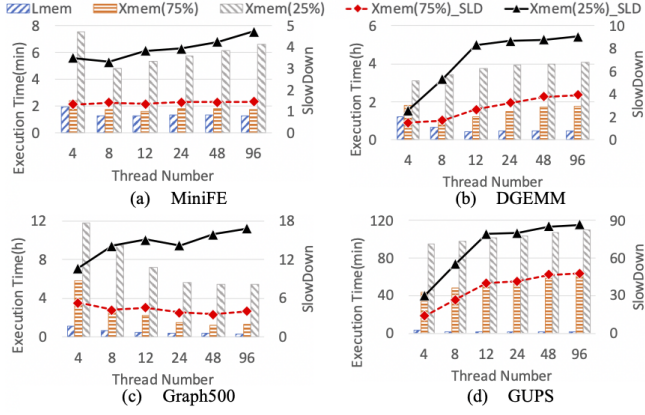 Lmem Xmem(75%) Xmem(25%) Xmem(75%)_SLD Xmem(25%)_SLD
Execution Time(min)
8
6
4
2
0
5
4
3
2
1
0
SlowDown
4 8 12 24 48 96
Thread Number
(a) MiniFE
Execution Time(min)
6
4
2
0
10
8
6
4
2
0
SlowDown
4 8 12 24 48 96
Thread Number
(b) DGEMM
Execution Time(h)
12
8
4
0
18
12
6
0
SlowDown
4 8 12 24 48 96
Thread Number
(c) Graph500
Execution Time(min)
120
80
40
0
90
60
30
0
SlowDown
4 8 12 24 48 96
Thread Number
(d) GUPS